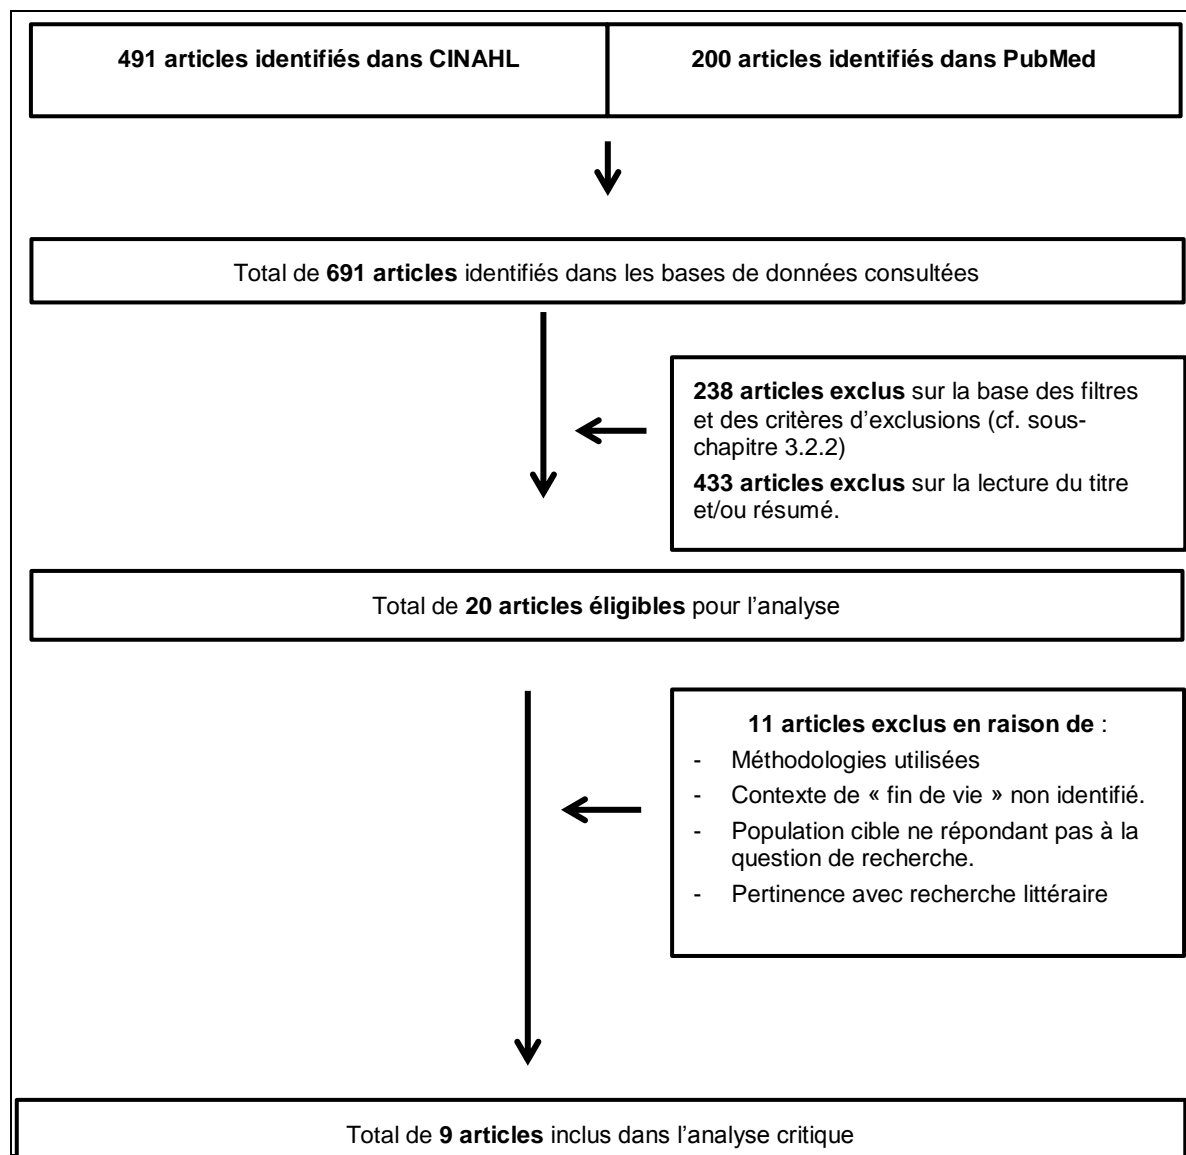 491 articles identifiés dans CINAHL
200 articles identifiés dans PubMed
Total de 691 articles identifiés dans les bases de données consultées
238 articles exclus sur la base des filtres
et des critères d’exclusions (cf. sous-
chapitre 3.2.2)
433 articles exclus sur la lecture du titre
et/ou résumé.
Total de 20 articles éligibles pour l’analyse
11 articles exclus en raison de :
- Méthodologies utilisées
- Contexte de « fin de vie » non identifié.
- Population cible ne répondant pas à la
question de recherche.
- Pertinence avec recherche littéraire
Total de 9 articles inclus dans l’analyse critique